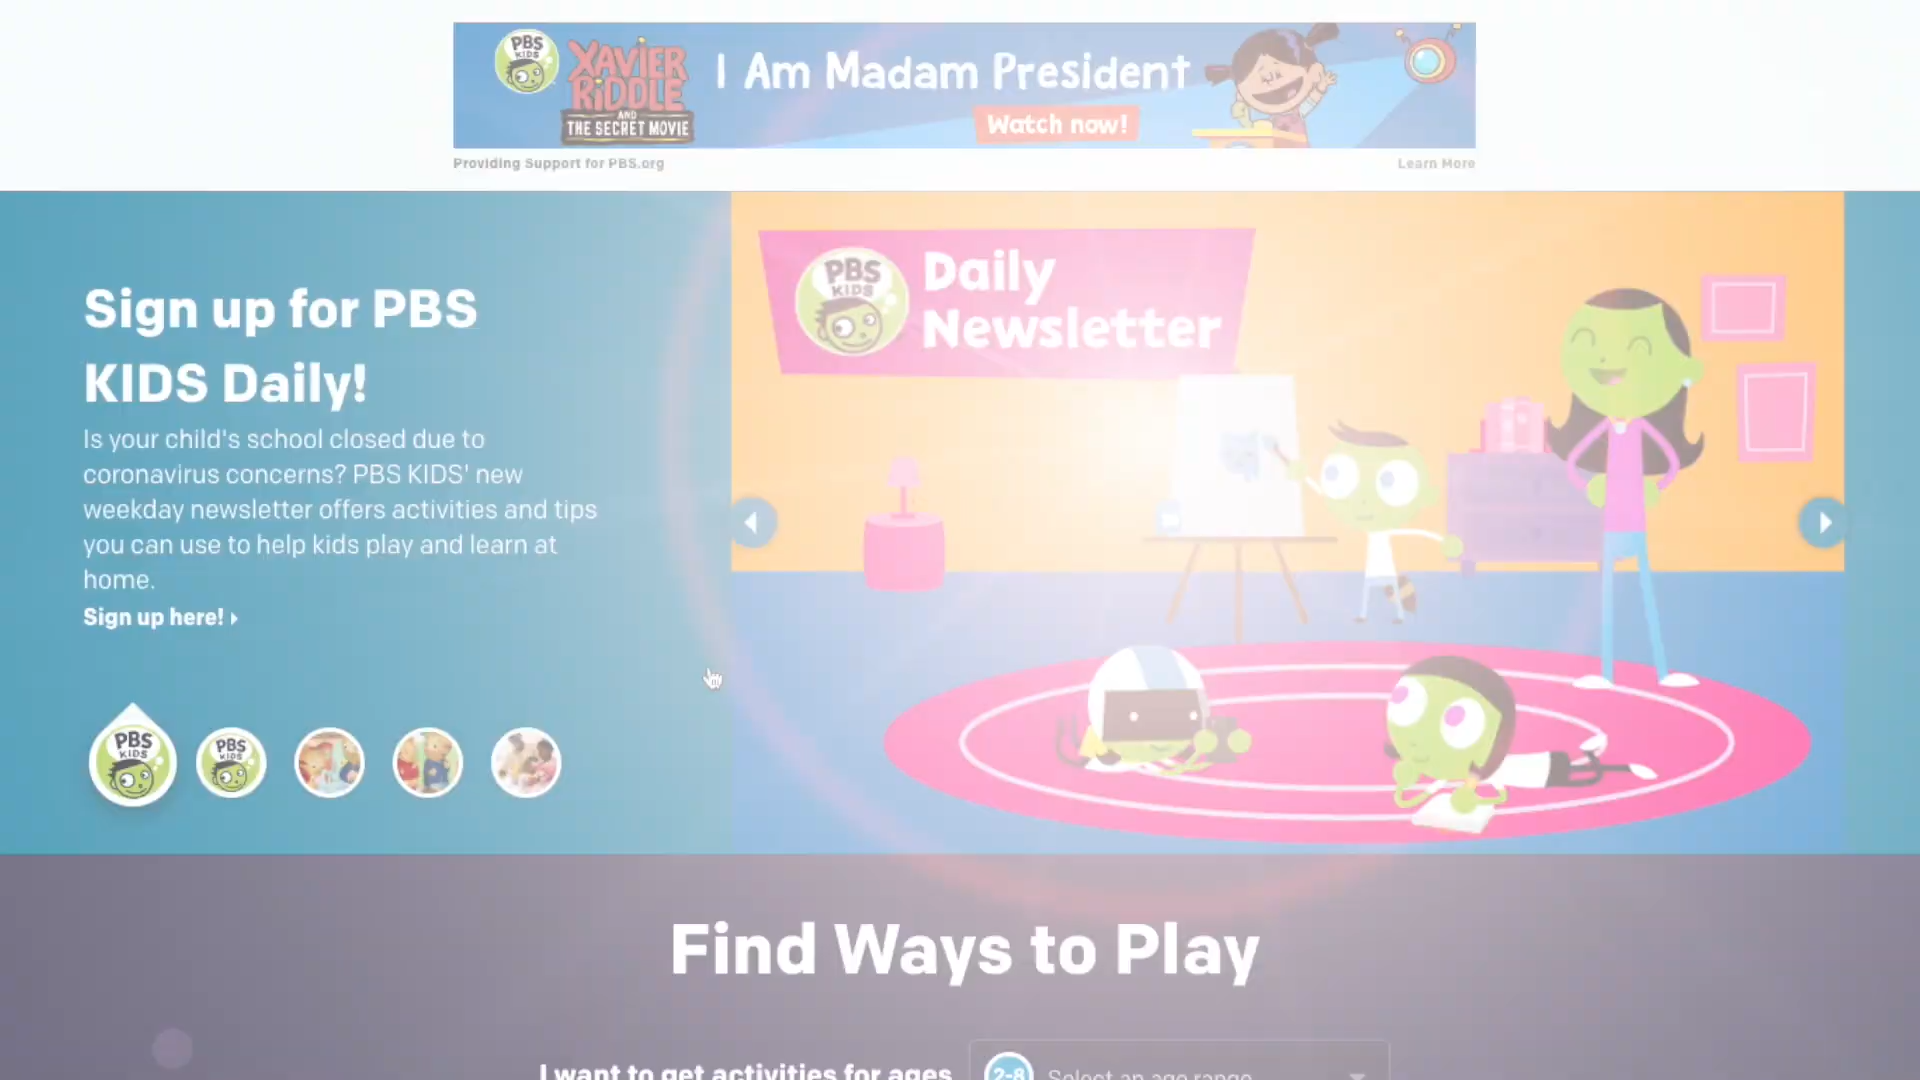 PBS
KIDS
XAVIER
RIDDLE
AND
THE SECRET MOVIE
I Am Madam President
Watch now!
Providing Support for PBS.org
Learn More
Sign up for PBS
KIDS Daily!
Is your child's school closed due to
coronavirus concerns? PBS KIDS' new
weekday newsletter offers activities and tips
you can use to help kids play and learn at
home.
Sign up here!
PBS
KIDS
Daily
Newsletter
PBS
KIDS
PBS
KIDS
Find Ways to Play
I want to get activities for ages
2-8
Select an age range